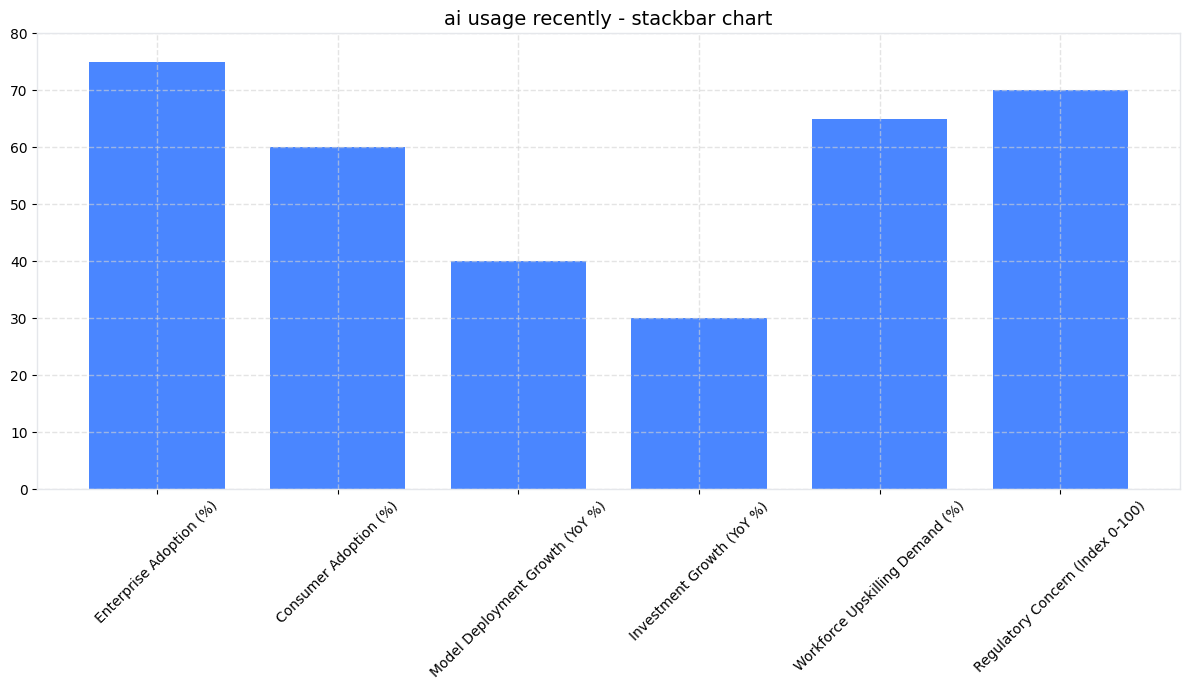 ai usage recently - stackbar chart
80
70
60
50
40
30
20
10
0
Enterprise Adoption (%)
Consumer Adoption (%)
Model Deployment Growth (YoY %)
Investment Growth (YoY %)
Workforce Upskilling Demand (%)
Regulatory Concern (Index 0-100)